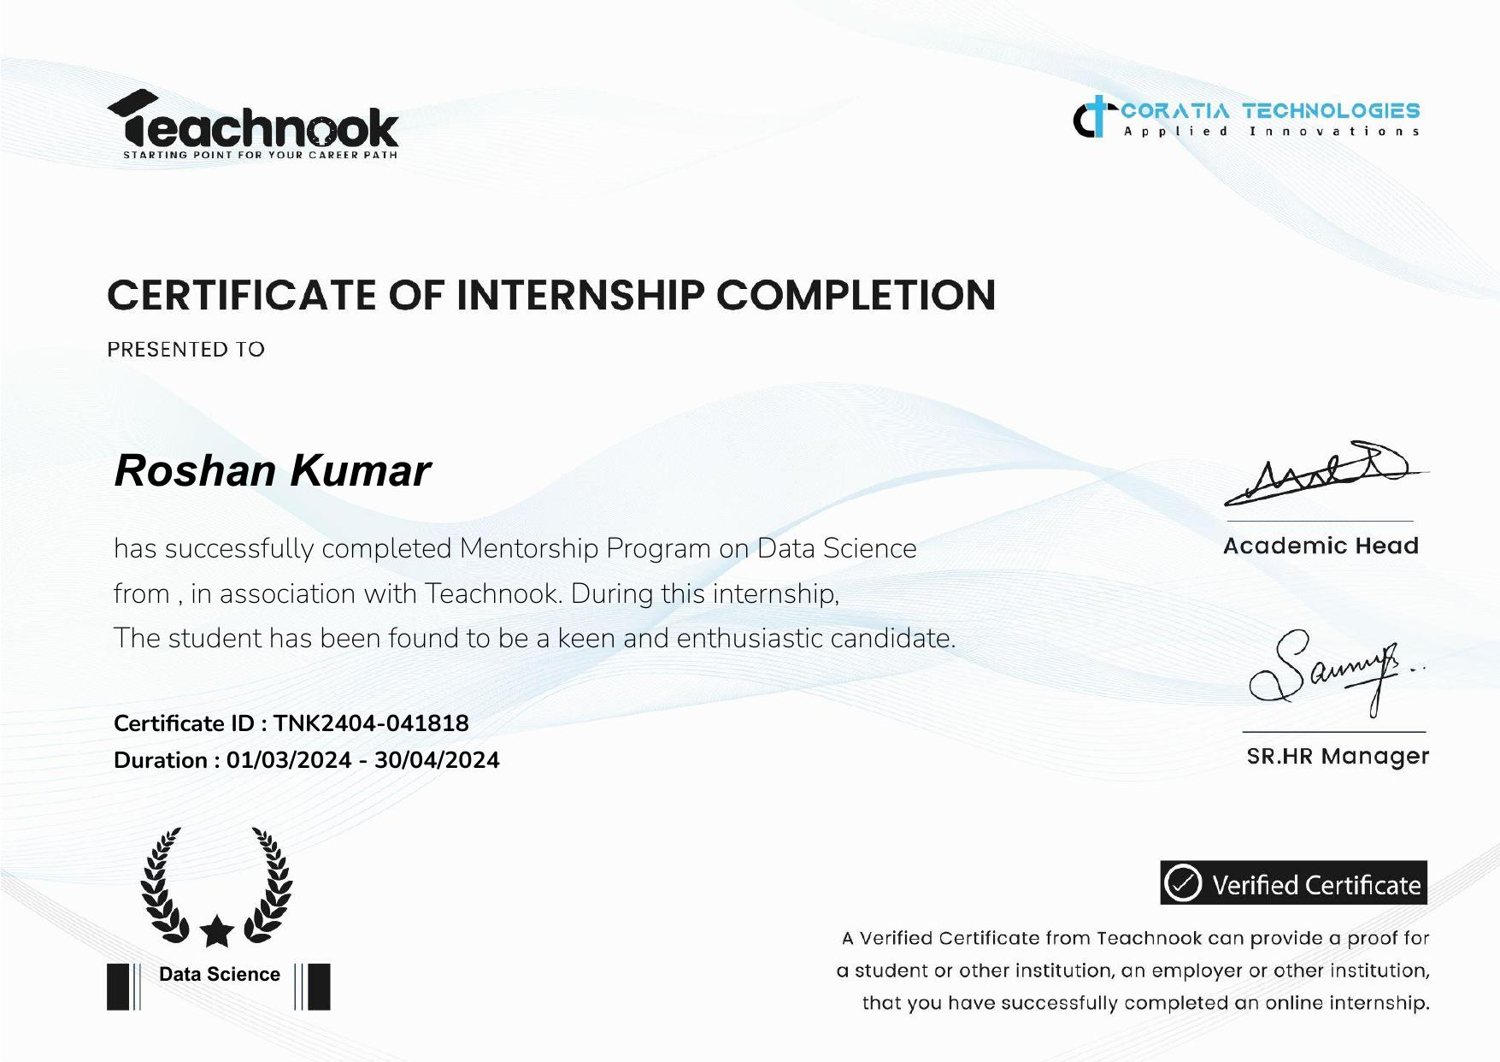 Teachnook
STARTING POINT FOR YOUR CAREER PATH
CORATIA TECHNOLOGIES
Applied Innovations
CERTIFICATE OF INTERNSHIP COMPLETION
PRESENTED TO
Roshan Kumar
has successfully completed Mentorship Program on Data Science
from , in association with Teachnook. During this internship,
The student has been found to be a keen and enthusiastic candidate.
Certificate ID : TNK2404-041818
Duration : 01/03/2024 - 30/04/2024
Academic Head
SR.HR Manager
Data Science
Verified Certificate
A Verified Certificate from Teachnook can provide a proof for
a student or other institution, an employer or other institution,
that you have successfully completed an online internship.